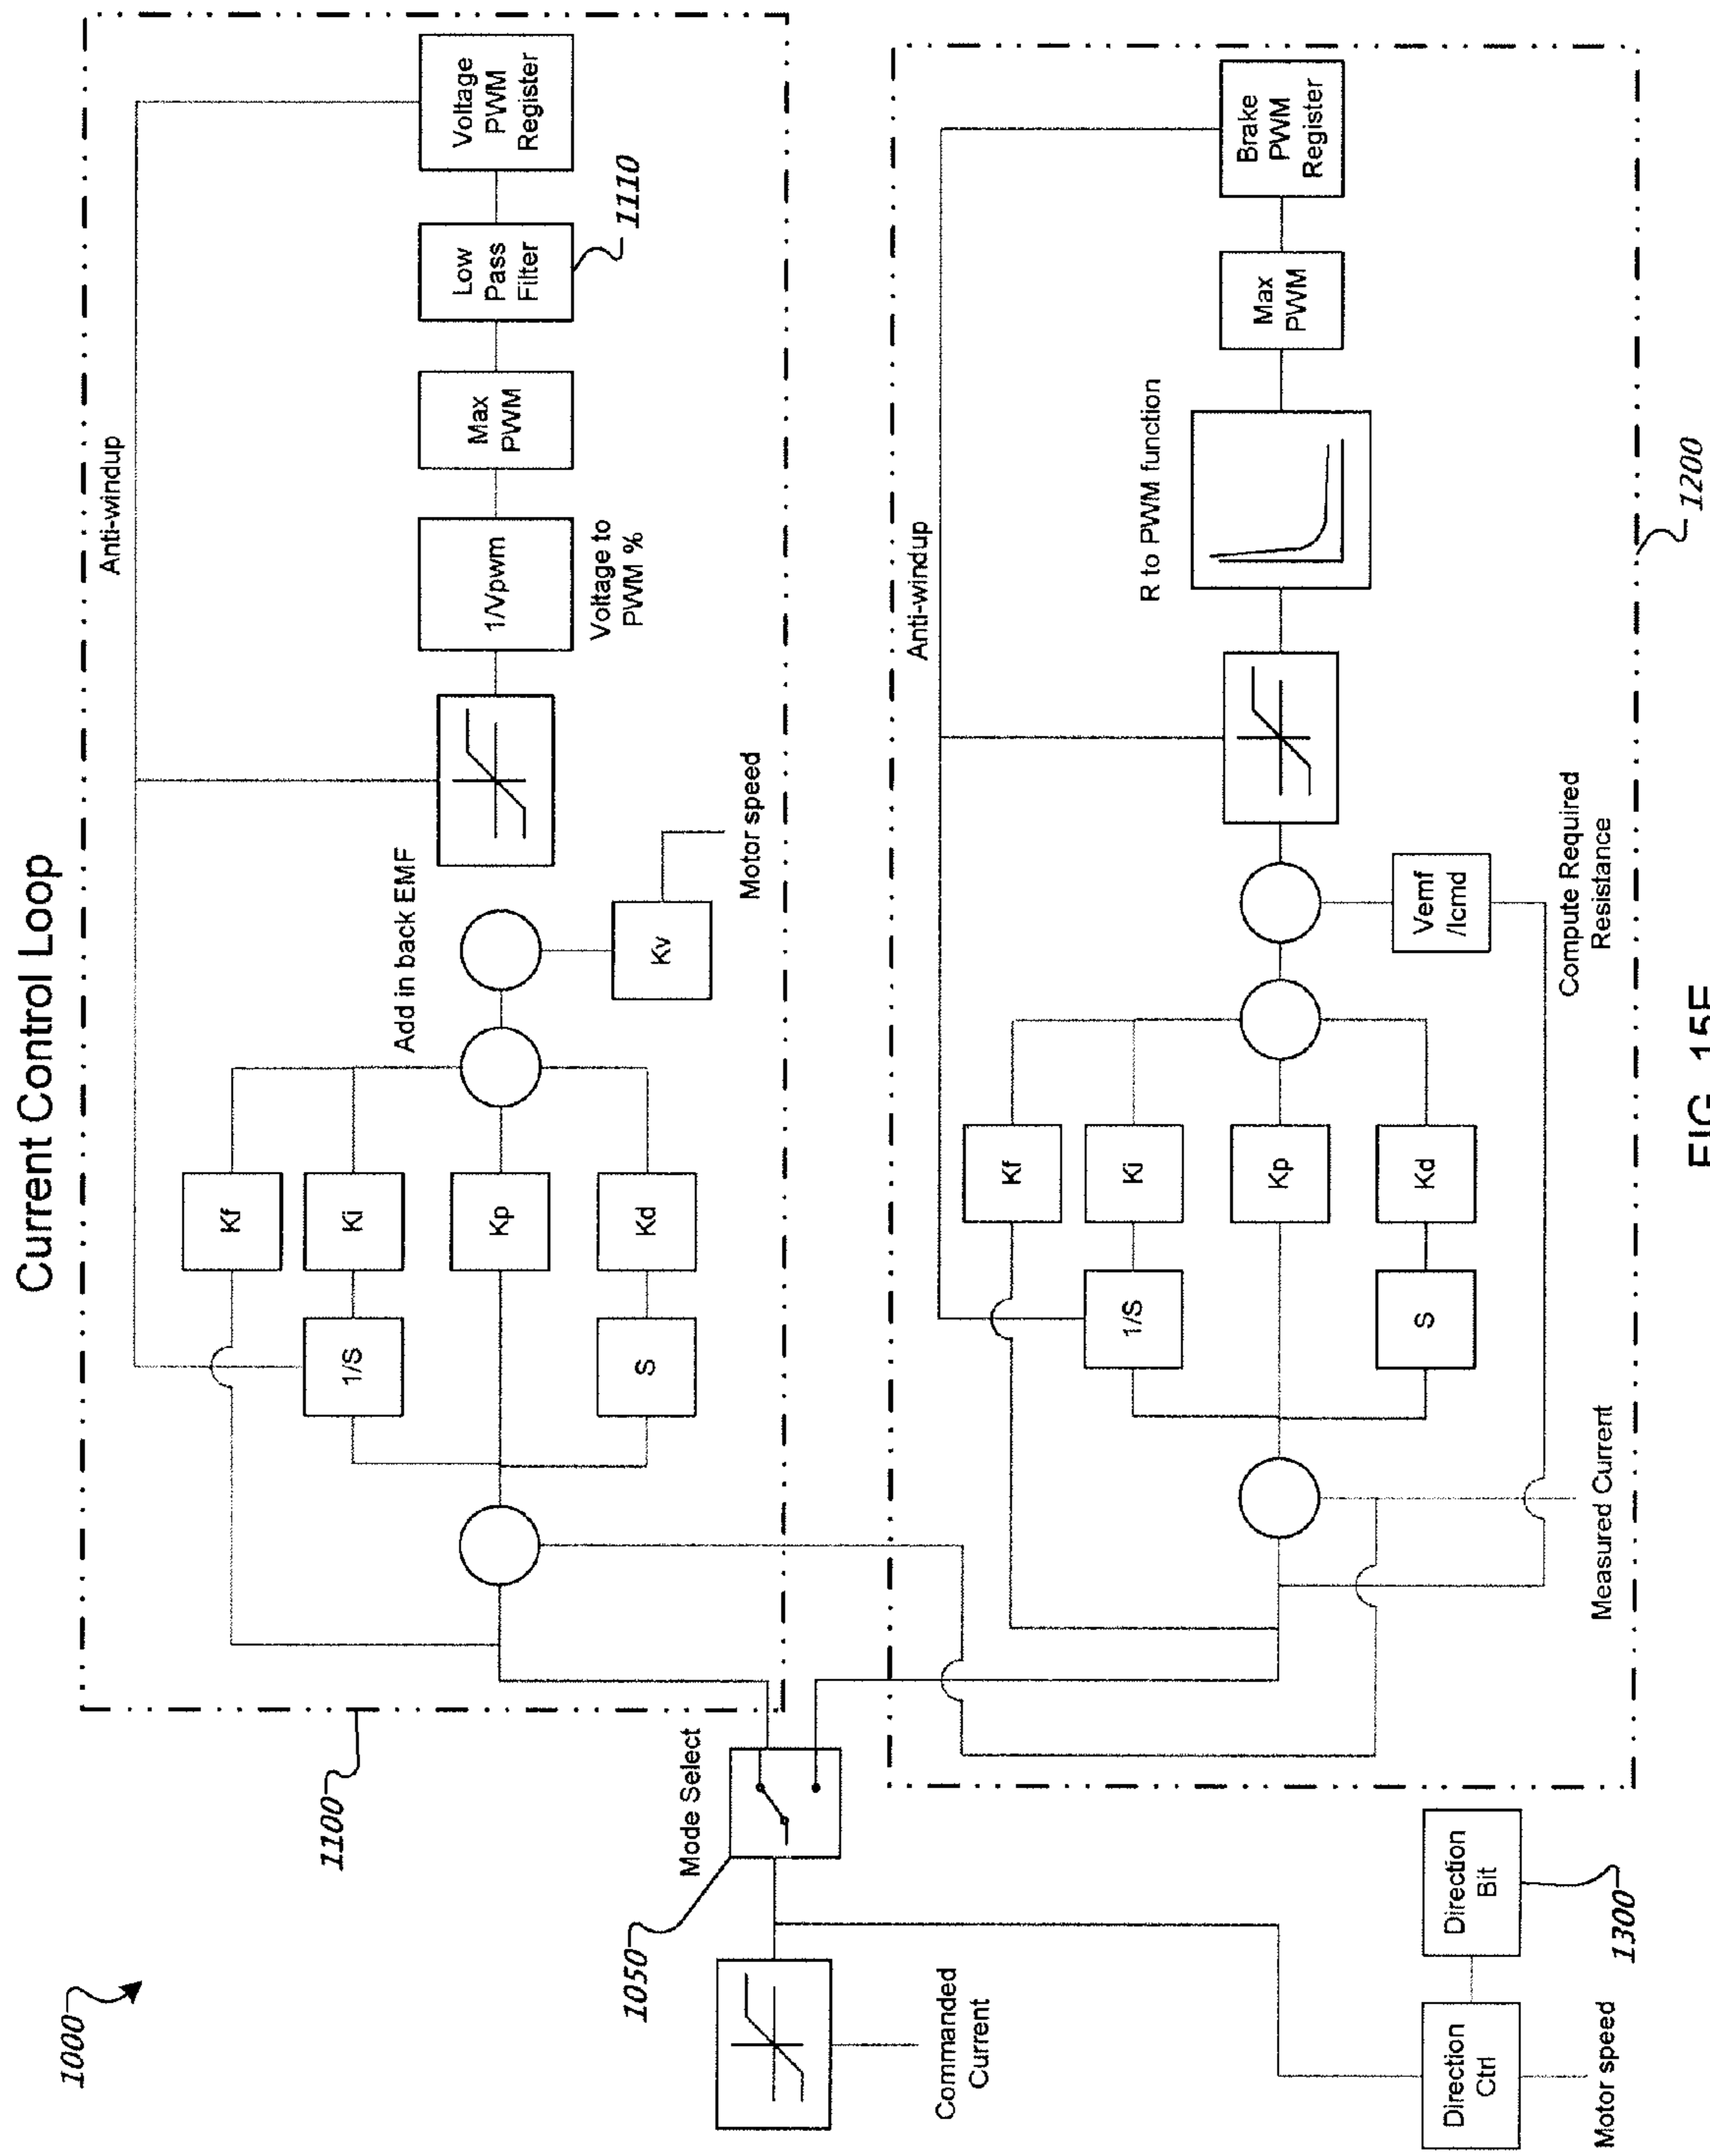 Current Control Loop
1000
1100
Anti-windup
Kf
1/S
Ki
Kp
S
Kd
Add in back EMF
Kv
Motor speed
1/Vpwm
Voltage to
PWM %
Max
PWM
Low
Pass
Filter
1110
Voltage
PWM
Register
Commanded
Current
1050
Mode Select
Anti-windup
Kf
1/S
Ki
Kp
S
Kd
Measured Current
Vemf
/Icmd
Compute Required
Resistance
R to PWM function
Max
PWM
Brake
PWM
Register
1200
Direction
Ctrl
Motor speed
Direction
Bit
1300